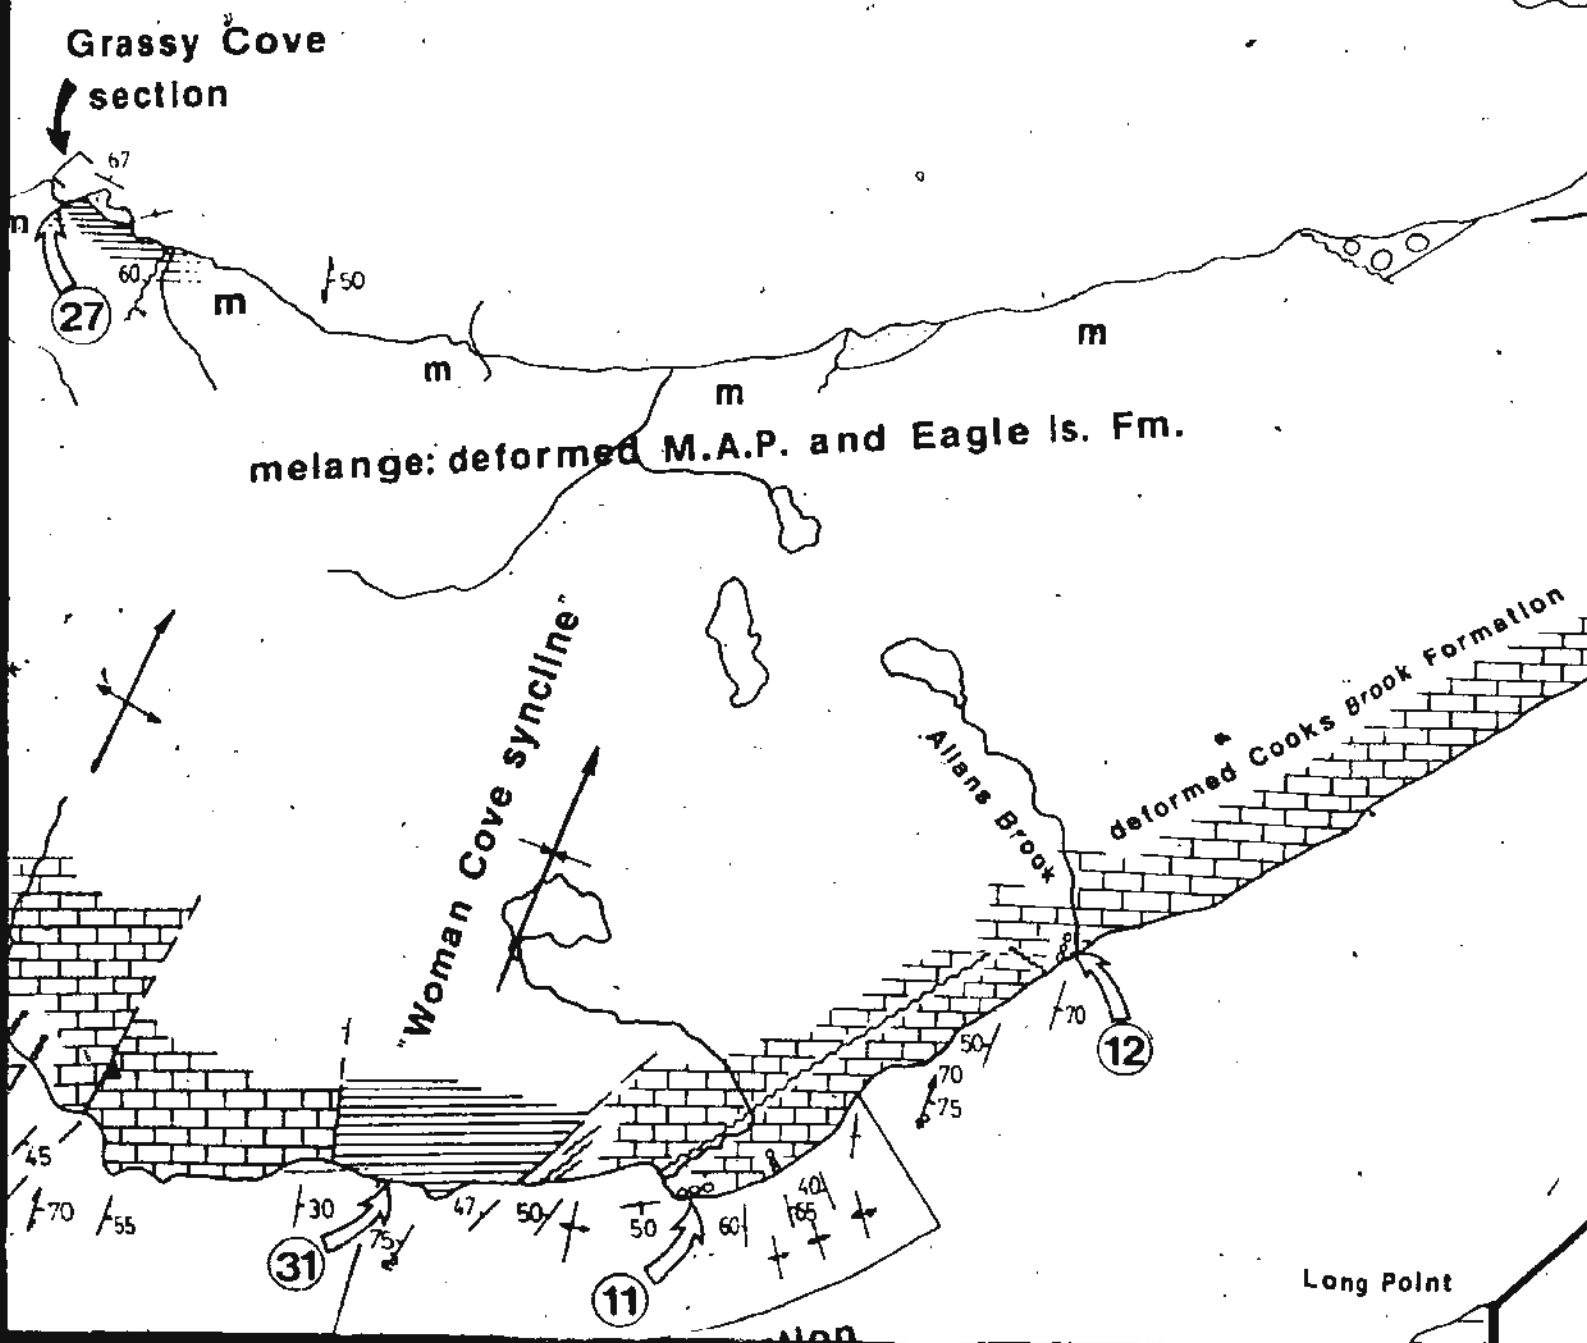 Grassy Cove
section
67
m
60
27
m
50
m
m
m
melange: deformed M.A.P. and Eagle Is. Fm.
"Woman Cove syncline"
Allans Brook
deformed Cooks Brook Formation
70
12
50
70
75
45
70
55
30
31
75
47
50
50
11
60
40
65
Long Point